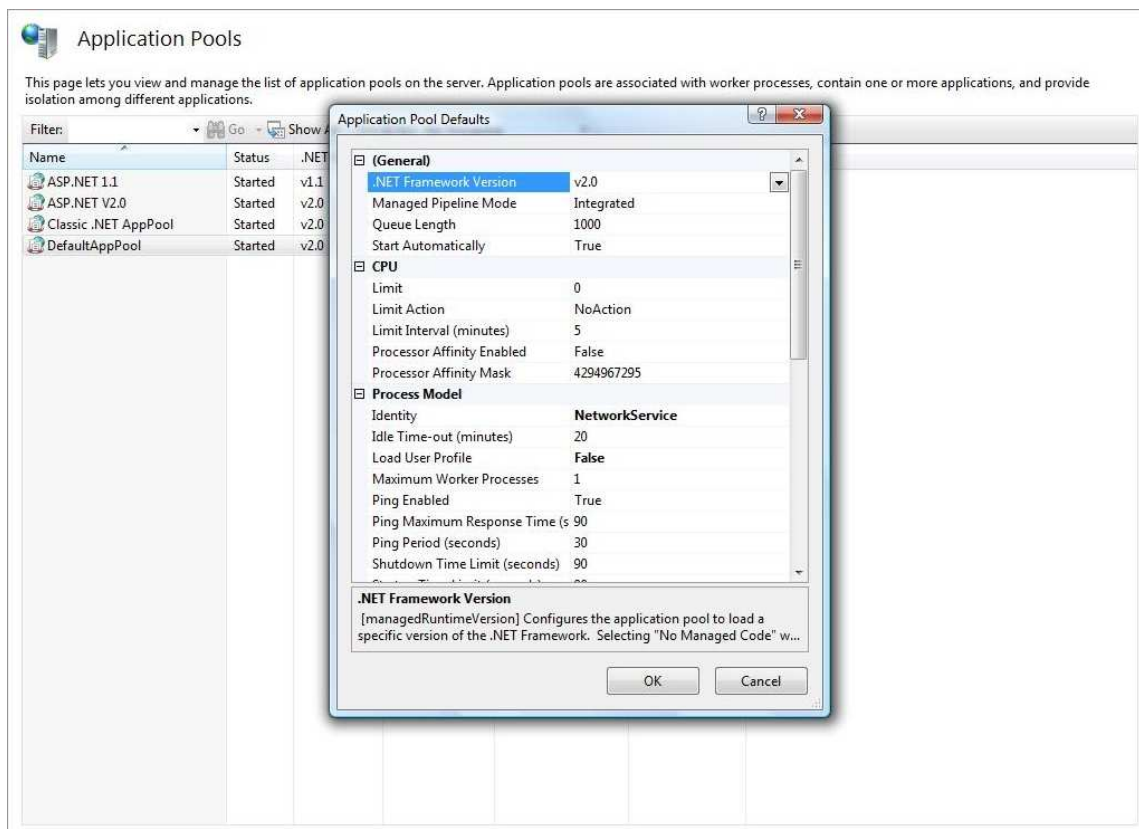 Application Pools
This page lets you view and manage the list of application pools on the server. Application pools are associated with worker processes, contain one or more applications, and provide
isolation among different applications.
Filter: Go Show
Name Status .NET
ASP.NET 1.1 Started v1.1
ASP.NET V2.0 Started v2.0
Classic .NET AppPool Started v2.0
DefaultAppPool Started v2.0
Application Pool Defaults
(General)
.NET Framework Version v2.0
Managed Pipeline Mode Integrated
Queue Length 1000
Start Automatically True
CPU
Limit 0
Limit Action NoAction
Limit Interval (minutes) 5
Processor Affinity Enabled False
Processor Affinity Mask 4294967295
Process Model
Identity NetworkService
Idle Time-out (minutes) 20
Load User Profile False
Maximum Worker Processes 1
Ping Enabled True
Ping Maximum Response Time (s 90
Ping Period (seconds) 30
Shutdown Time Limit (seconds) 90
.NET Framework Version
[managedRuntimeVersion] Configures the application pool to load a
specific version of the .NET Framework. Selecting "No Managed Code" w...
OK Cancel